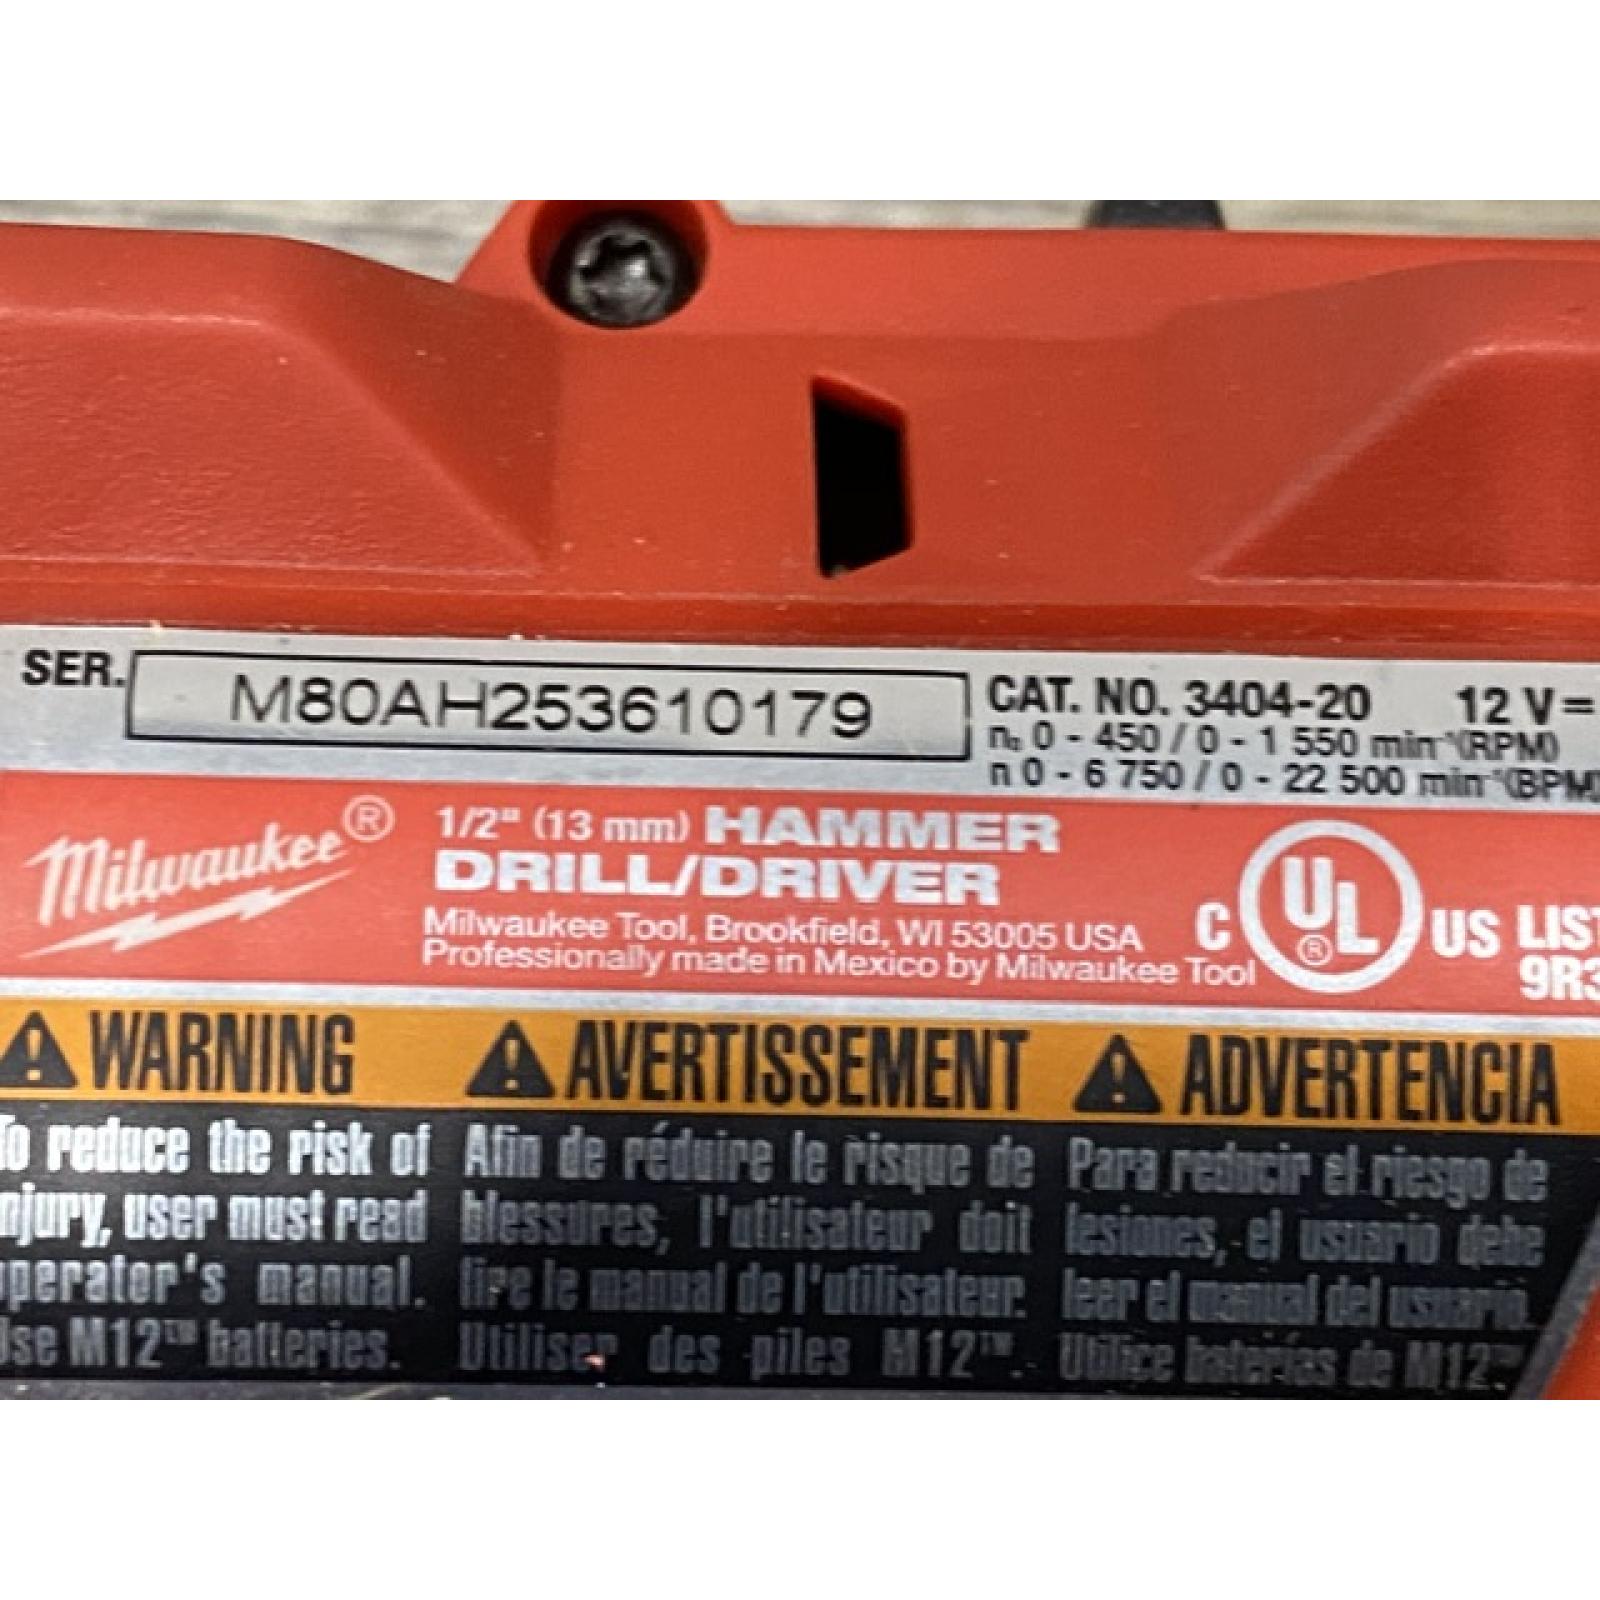 SER. M80AH253610179 CAT. NO. 3404-20 12 V
n₀ 0 - 450 / 0 - 1 550 min⁻¹(RPM)
n 0 - 6 750 / 0 - 22 500 min⁻¹(BPM)
Milwaukee® 1/2" (13 mm) HAMMER
DRILL/DRIVER
Milwaukee Tool, Brookfield, WI 53005 USA
Professionally made in Mexico by Milwaukee Tool
C UL® US LIST
9R3
WARNING
To reduce the risk of
injury, user must read
operator's manual.
Use M12™ batteries.
AVERTISSEMENT
Afin de réduire le risque de
blessures, l'utilisateur doit
lire le manual de l'utilisateur.
Utiliser des piles M12™.
ADVERTENCIA
Para reducir el riesgo de
lesiones, el usuario debe
leer el manual del usuario.
Utilice baterías de M12™.